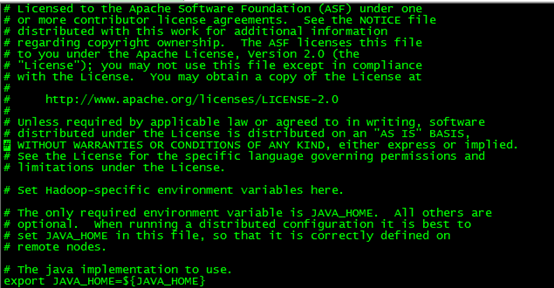 # Licensed to the Apache Software Foundation (ASF) under one
# or more contributor license agreements.  See the NOTICE file
# distributed with this work for additional information
# regarding copyright ownership.  The ASF licenses this file
# to you under the Apache License, Version 2.0 (the
# "License"); you may not use this file except in compliance
# with the License.  You may obtain a copy of the License at
#
#     http://www.apache.org/licenses/LICENSE-2.0
#
# Unless required by applicable law or agreed to in writing, software
# distributed under the License is distributed on an "AS IS" BASIS,
# WITHOUT WARRANTIES OR CONDITIONS OF ANY KIND, either express or implied.
# See the License for the specific language governing permissions and
# limitations under the License.

# Set Hadoop-specific environment variables here.

# The only required environment variable is JAVA_HOME.  All others are
# optional.  When running a distributed configuration it is best to
# set JAVA_HOME in this file, so that it is correctly defined on
# remote nodes.

# The java implementation to use.
export JAVA_HOME=${JAVA_HOME}